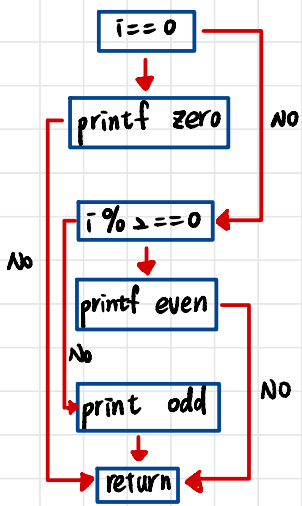 i==0
NO
printf zero
i%2==0
No
printf even
No
NO
print odd
return